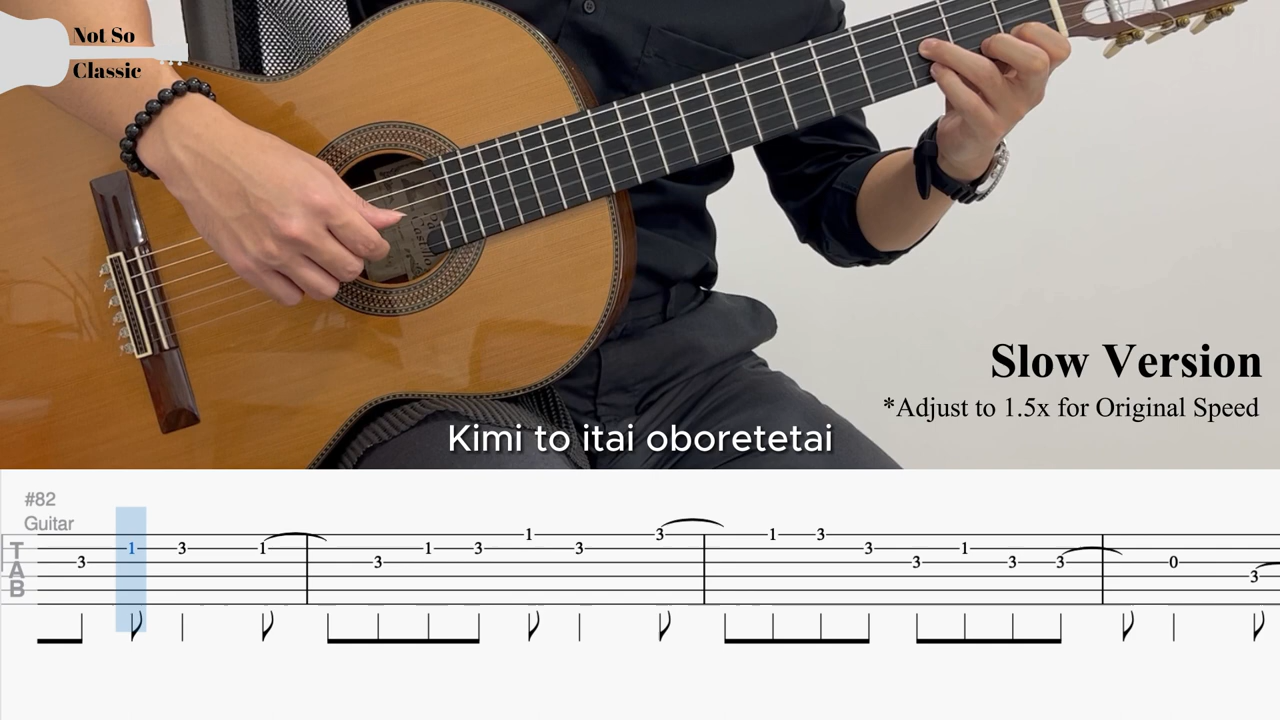 Not So
Classic
Slow Version
*Adjust to 1.5x for Original Speed
Kimi to itai oboretetai
#82
Guitar
TAB
3 1 3 1 3 1 3 1 3 3 1 3 3 3 1 3 3 0 3